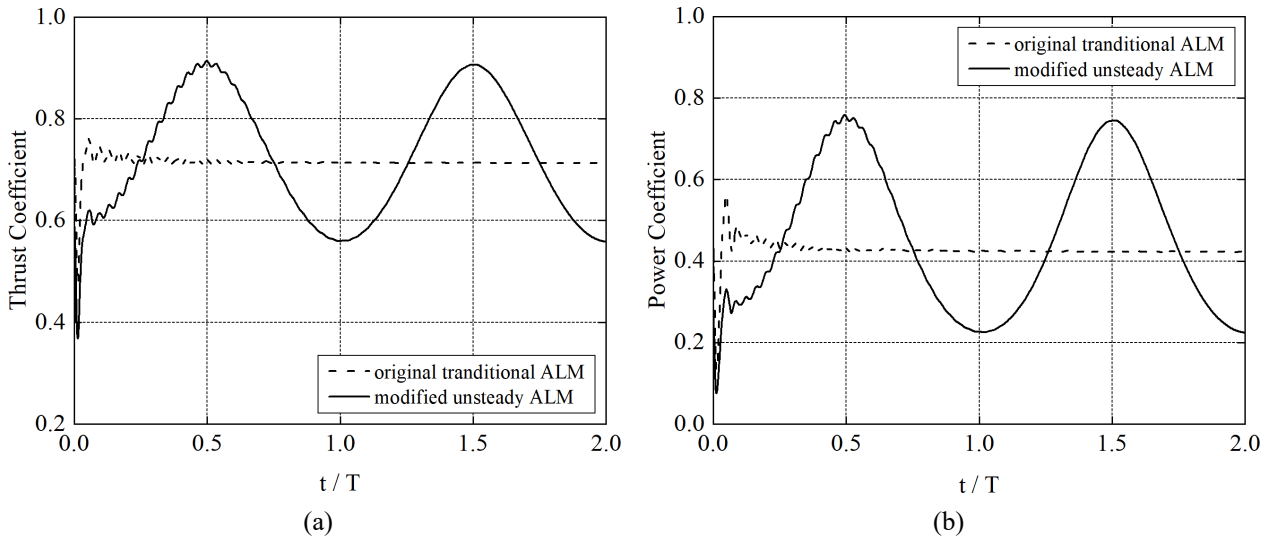 1.0
0.8
0.6
0.4
0.2
Thrust Coefficient
original tranditional ALM
modified unsteady ALM
0.0 0.5 1.0 1.5 2.0
t / T
(a)
1.0
0.8
0.6
0.4
0.2
0.0
Power Coefficient
original tranditional ALM
modified unsteady ALM
0.0 0.5 1.0 1.5 2.0
t / T
(b)